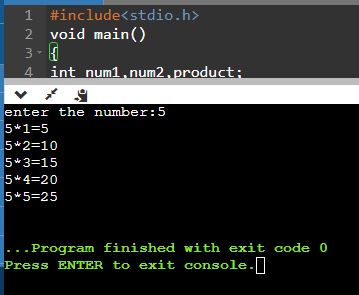 1 #include<stdio.h>
2 void main()
3 {
4 int num1,num2,product;
enter the number:5
5*1=5
5*2=10
5*3=15
5*4=20
5*5=25
...Program finished with exit code 0
Press ENTER to exit console.